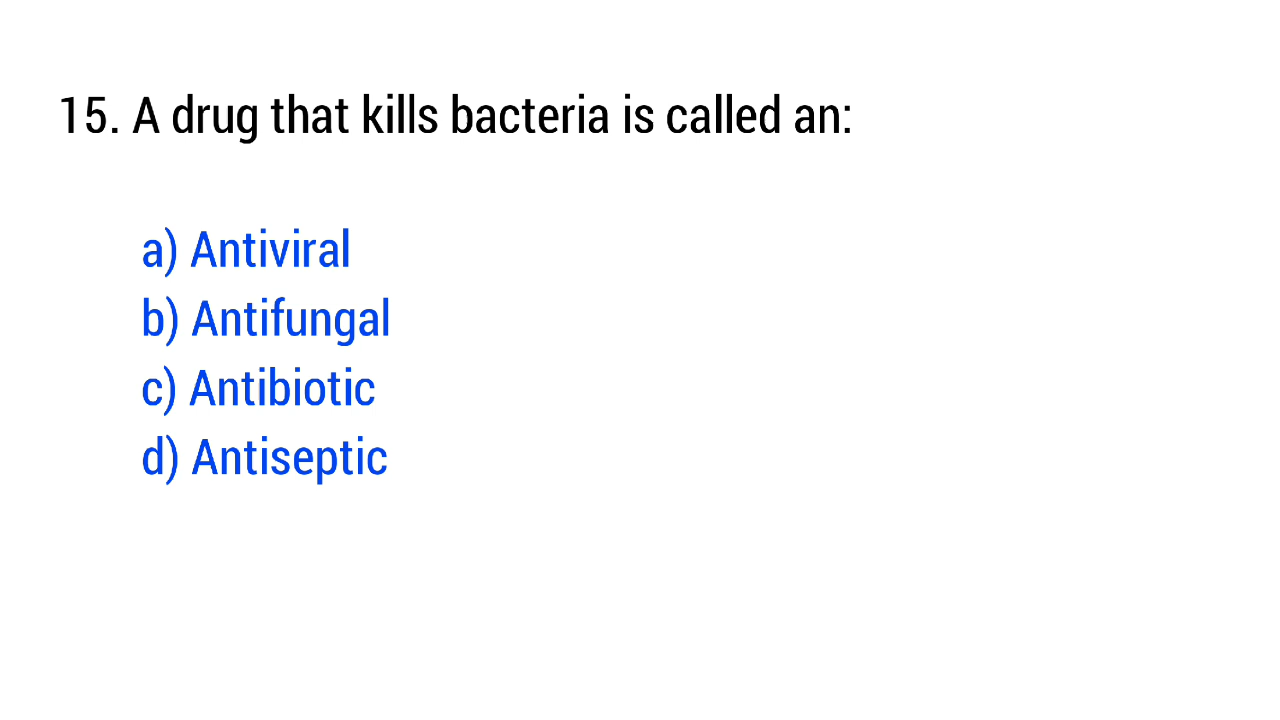 15. A drug that kills bacteria is called an:
a) Antiviral
b) Antifungal
c) Antibiotic
d) Antiseptic